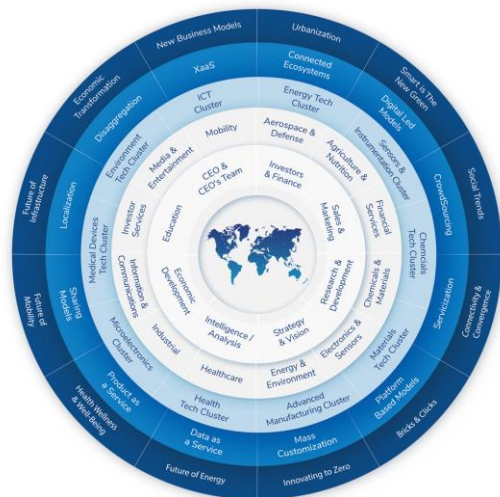 New Business Models
Urbanization
Smart is The
New Green
Social Trends
Connectivity &
Convergence
Bricks & Clicks
Innovating to Zero
Future of Energy
Health Wellness
& Well-Being
Future of
Mobility
Future of
Infrastructure
Economic
Transformation
XaaS
Connected
Ecosystems
Digital Led
Models
CrowdSourcing
Servicization
Platform
Based Models
Mass
Customization
Data as
a Service
Product as
a Service
Sharing
Models
Localization
Disaggregation
ICT
Cluster
Energy Tech
Cluster
Sensors &
Instrumentation Cluster
Chemcials
Tech Cluster
Materials
Tech Cluster
Advanced
Manufacturing Cluster
Health
Tech Cluster
Microelectronics
Cluster
Medical Devices
Tech Cluster
Environment
Tech Cluster
Mobility
Aerospace &
Defense
Agriculture &
Nutrition
Financial
Services
Chemicals &
Materials
Electronics &
Sensors
Energy &
Environment
Healthcare
Industrial
Information &
Communications
Investor
Services
Media &
Entertainment
CEO &
CEO's Team
Investors
& Finance
Sales &
Marketing
Research &
Development
Strategy
& Vision
Intelligence /
Analysis
Economic
Development
Education